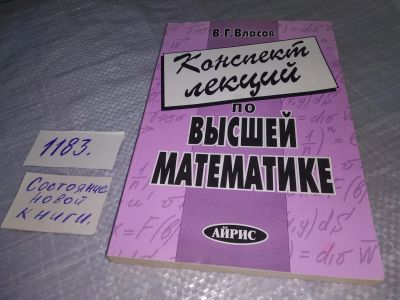 В.Г.Власов
Конспект
лекций
по
ВЫСШЕЙ
МАТЕМАТИКЕ
АЙРИС
1183.
Состояние
новой
книги.